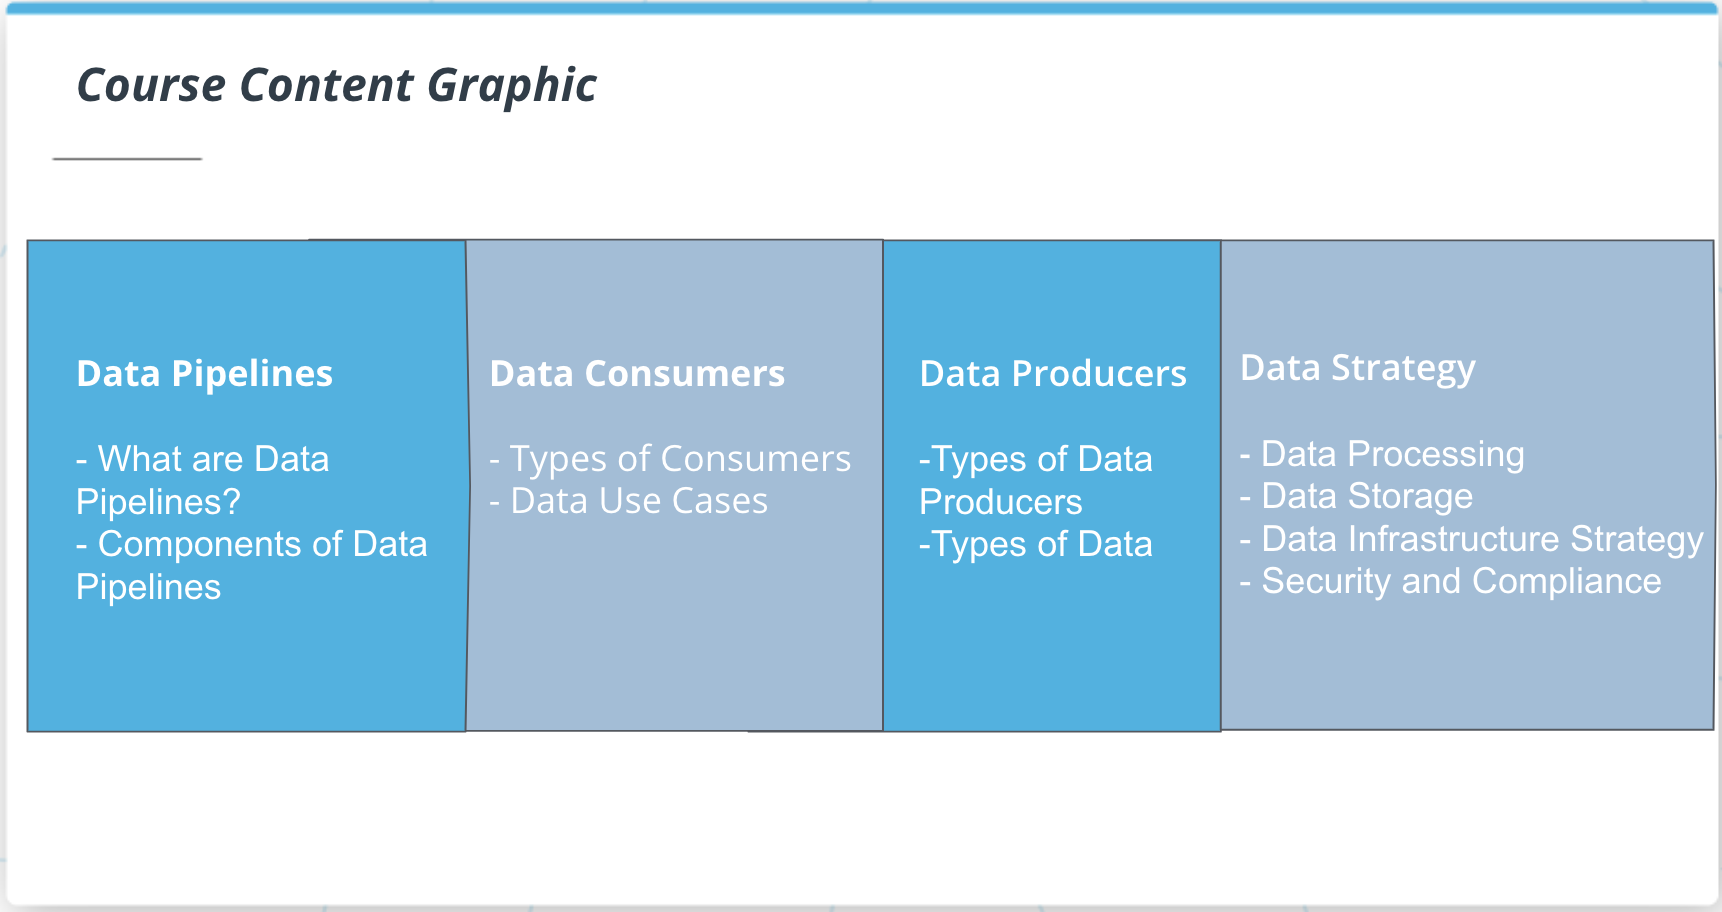 Course Content Graphic
Data Pipelines
- What are Data
Pipelines?
- Components of Data
Pipelines
Data Consumers
- Types of Consumers
- Data Use Cases
Data Producers
-Types of Data
Producers
-Types of Data
Data Strategy
- Data Processing
- Data Storage
- Data Infrastructure Strategy
- Security and Compliance